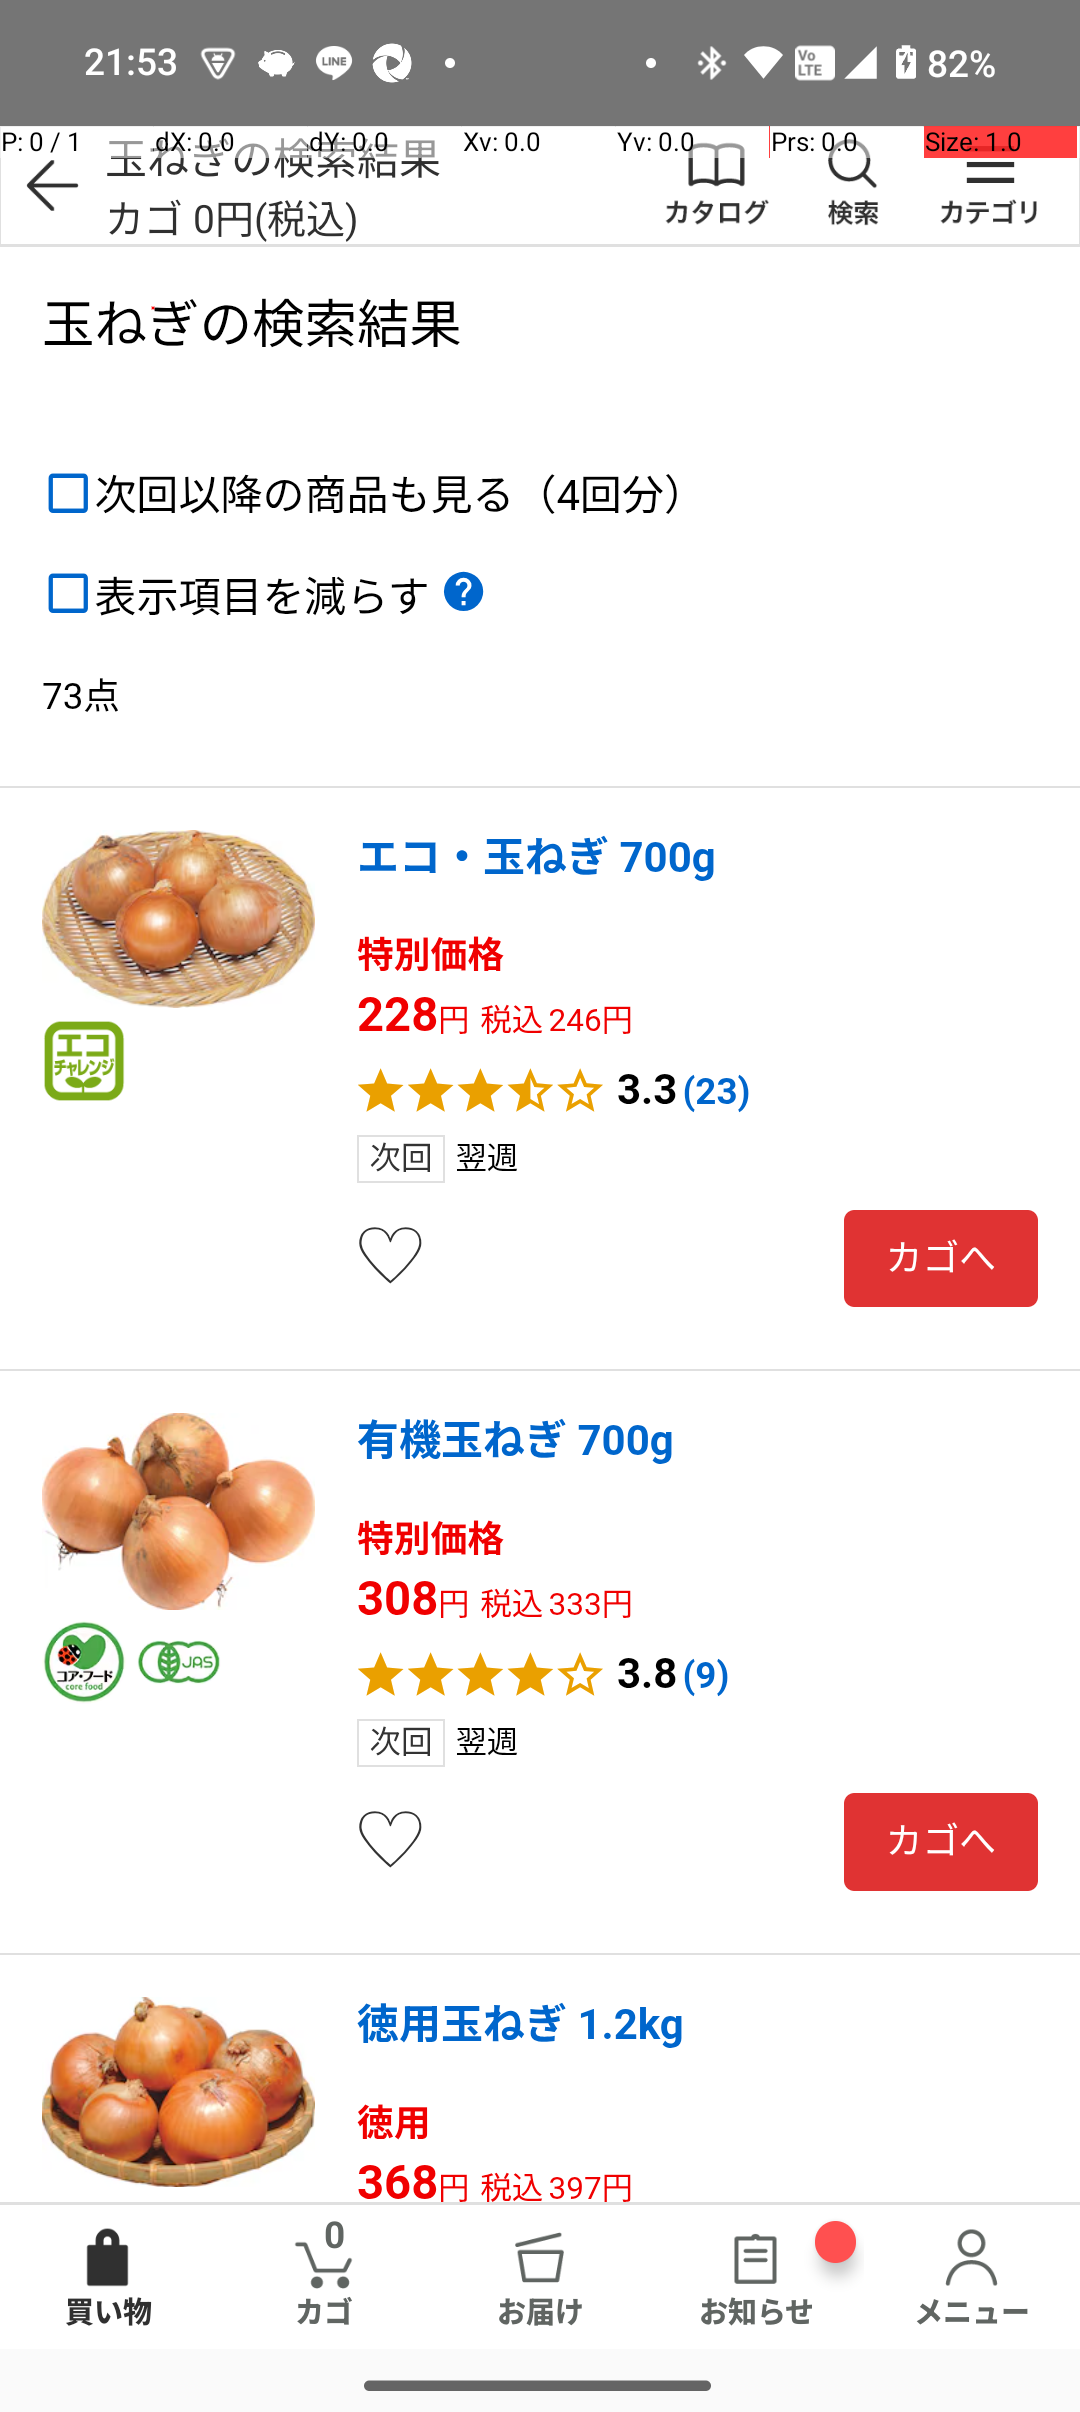 21:53 LINE Vo LTE 82%
P: 0 / 1 dX: 0.0 dY: 0.0 Xv: 0.0 Yv: 0.0 Prs: 0.0 Size: 1.0
玉ねぎの検索結果
カゴ 0円(税込)
カタログ 検索 カテゴリ
玉ねぎの検索結果
次回以降の商品も見る（4回分）
表示項目を減らす ?
73点
エコ・玉ねぎ 700g
特別価格
228円 税込 246円
エコ
チャレンジ
3.3 (23)
次回 翌週
カゴへ
有機玉ねぎ 700g
特別価格
308円 税込 333円
コア・フード
core food
JAS
3.8 (9)
次回 翌週
カゴへ
徳用玉ねぎ 1.2kg
徳用
368円 税込 397円
0
買い物 カゴ お届け お知らせ メニュー